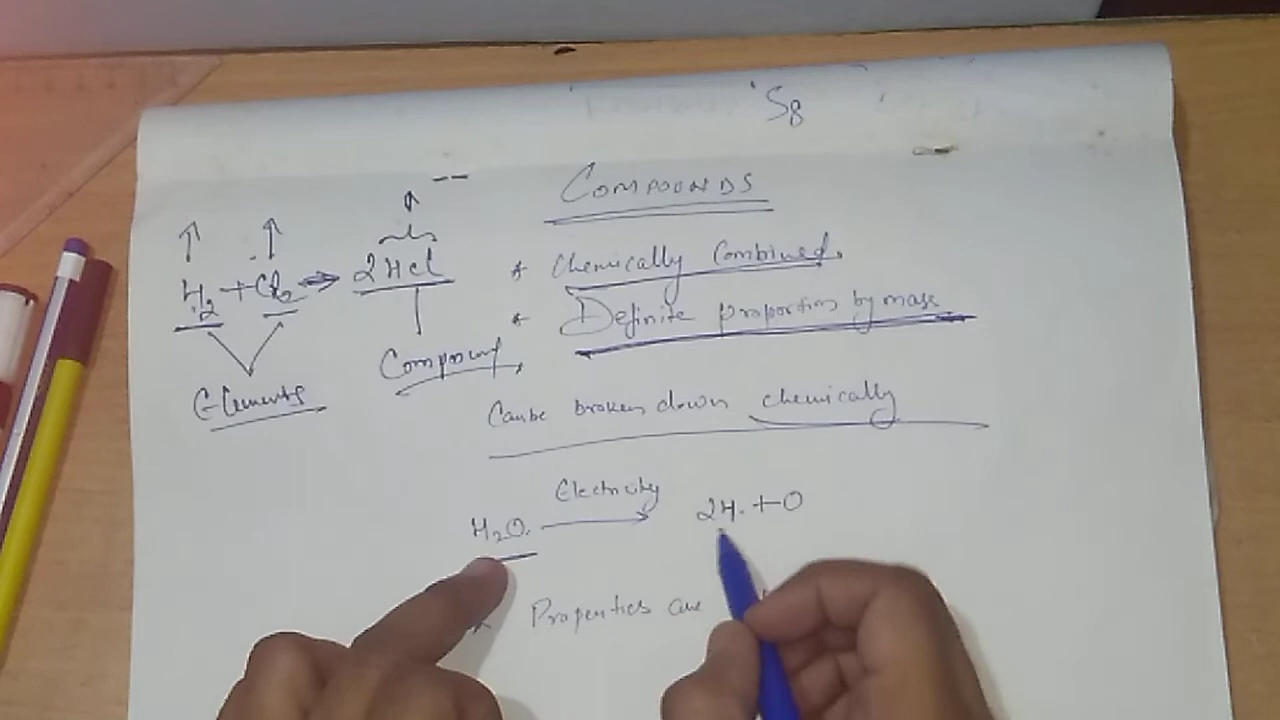 S8
COMPOUNDS
H2 + Cl2 → 2HCl
* Chemically Combined.
* Definite proportion by mass
Elements
Compound,
Can be broken down chemically
Electricity
H2O. → 2H. + O
* Properties are